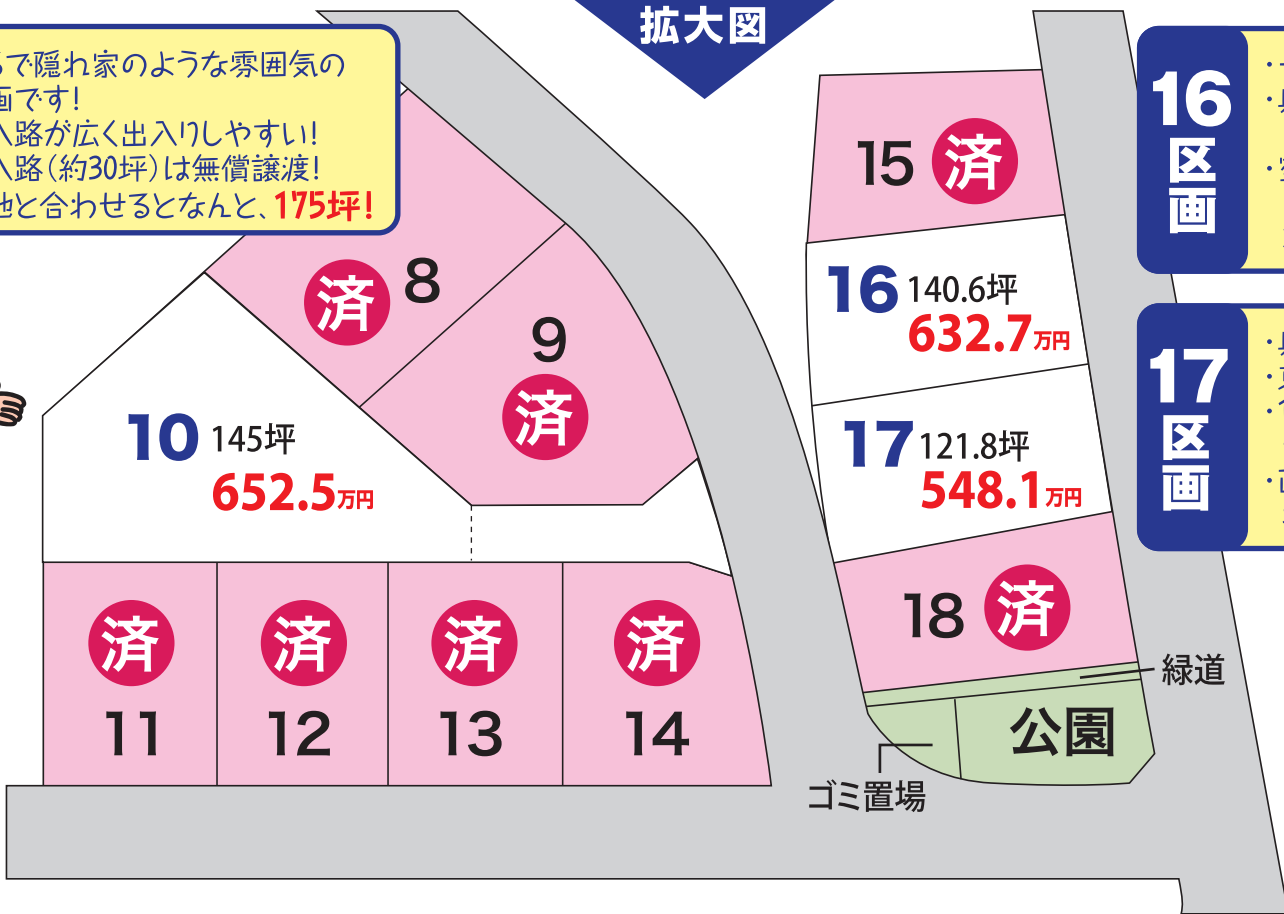 拡大図
で隠れ家のような雰囲気の
画です!
入路が広く出入りしやすい!
入路(約30坪)は無償譲渡!
地と合わせるとなんと、175坪!
8 済
9 済
10 145坪
652.5万円
済 11
済 12
済 13
済 14
15 済
16 140.6坪
632.7万円
17 121.8坪
548.1万円
18 済
緑道
公園
ゴミ置場
16区画
17区画